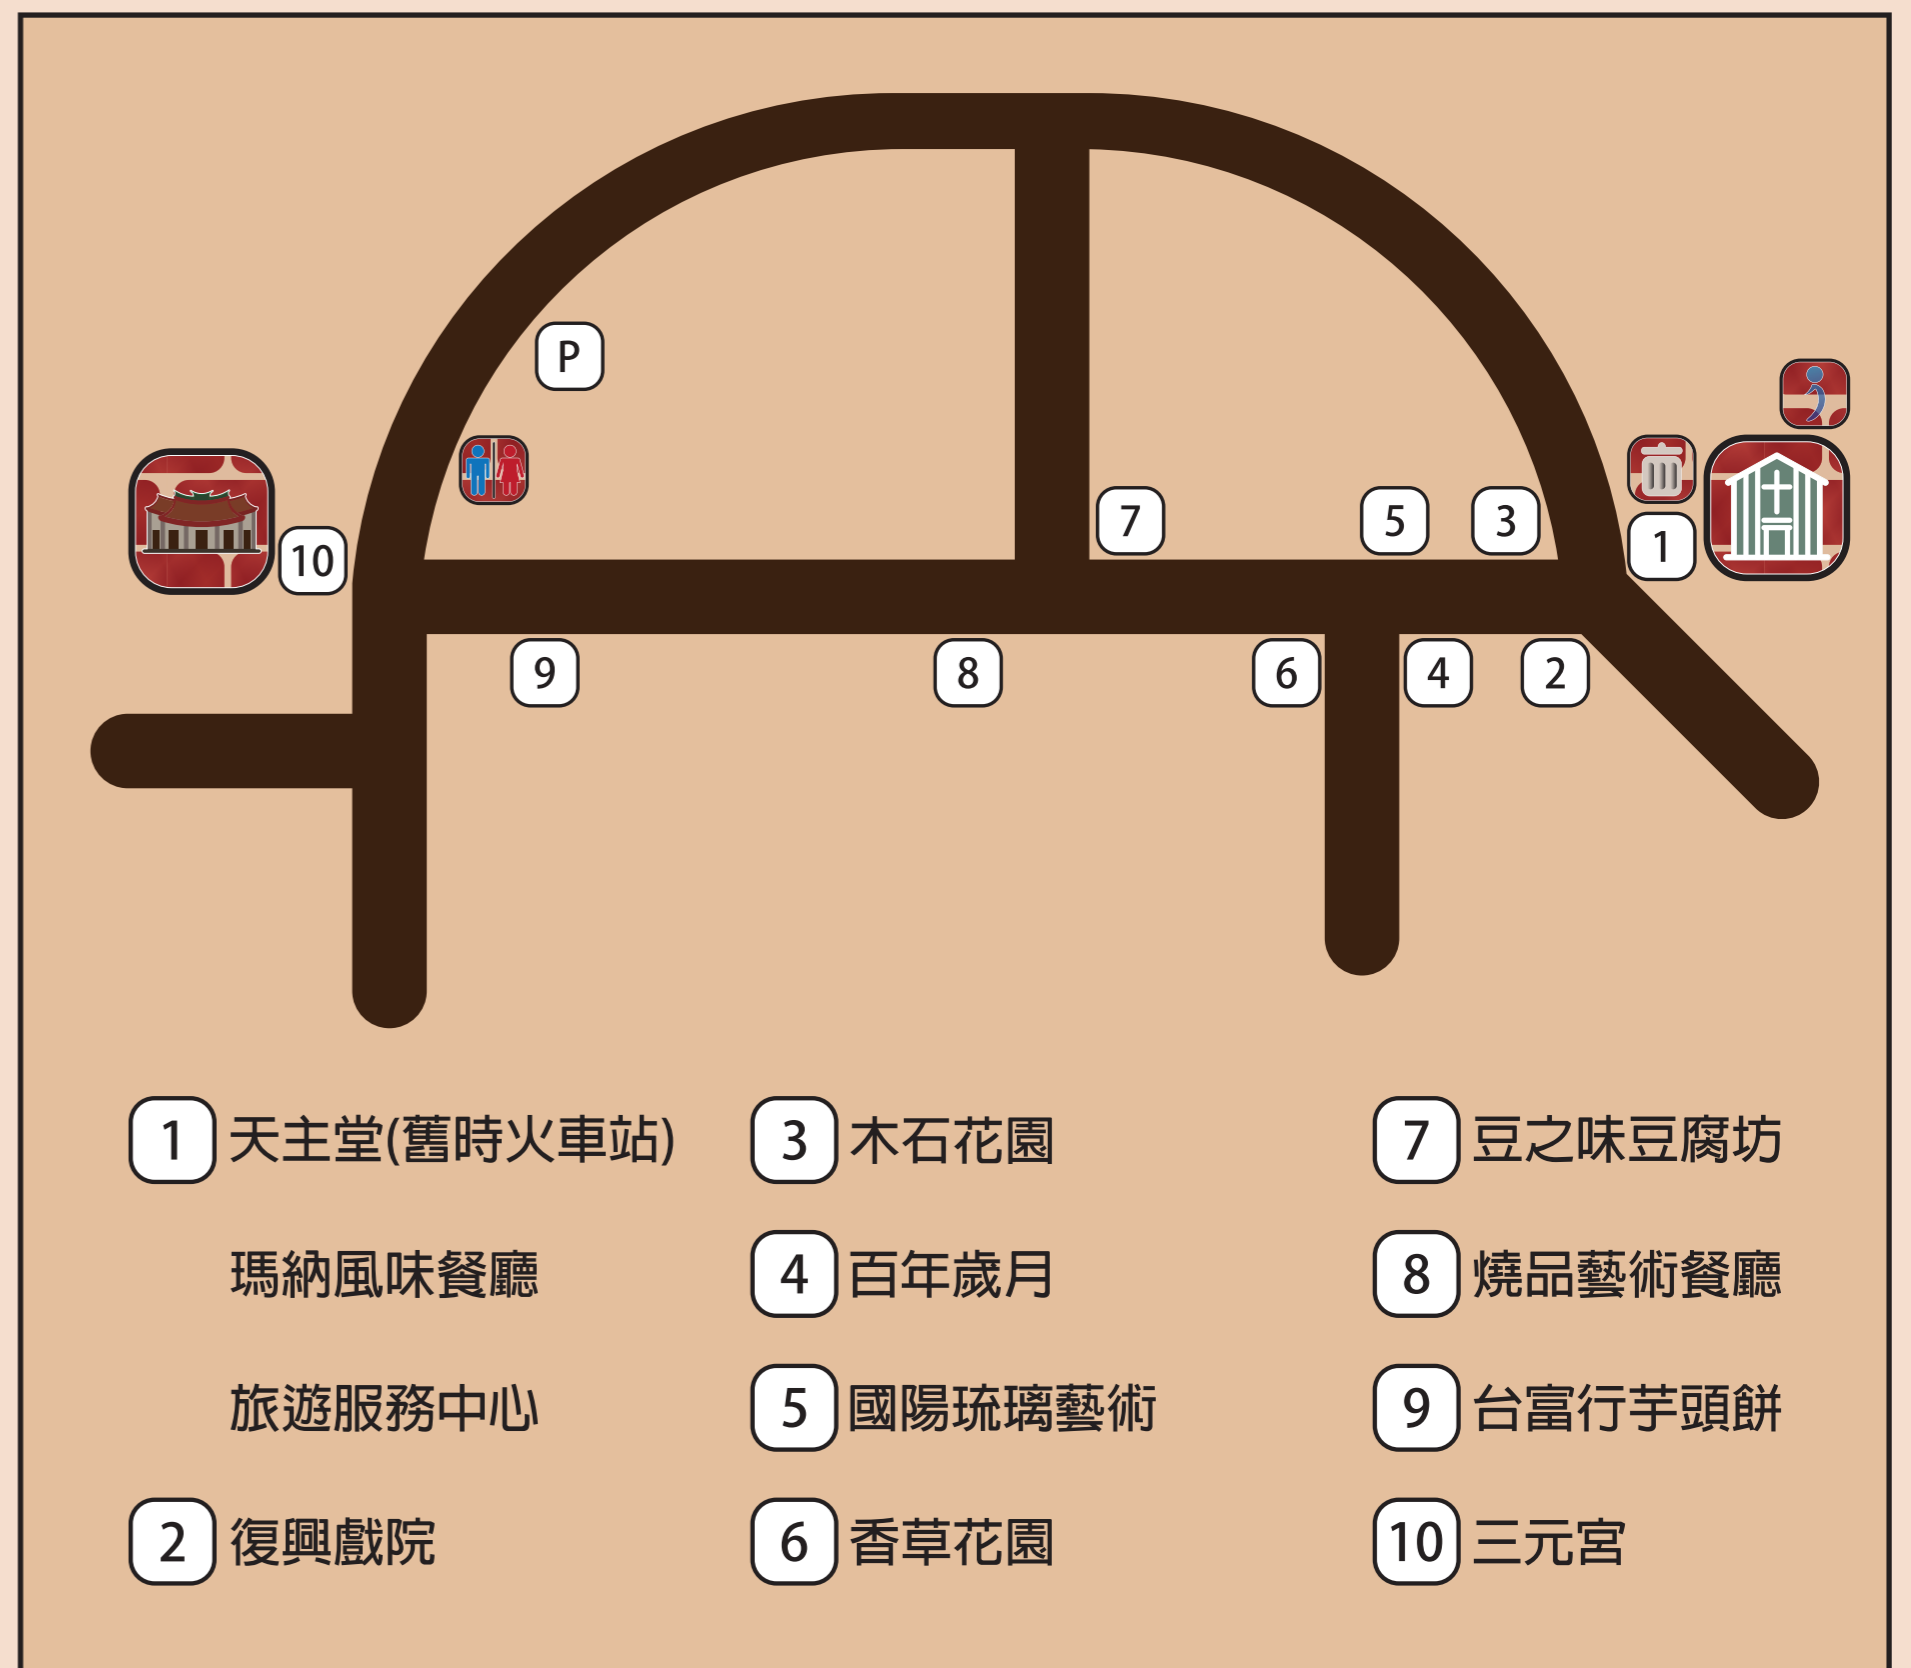 P
7
5
3
1
10
9
8
6
4
2
1 天主堂(舊時火車站)
瑪納風味餐廳
旅遊服務中心
2 復興戲院
3 木石花園
4 百年歲月
5 國陽琉璃藝術
6 香草花園
7 豆之味豆腐坊
8 燒品藝術餐廳
9 台富行芋頭餅
10 三元宮